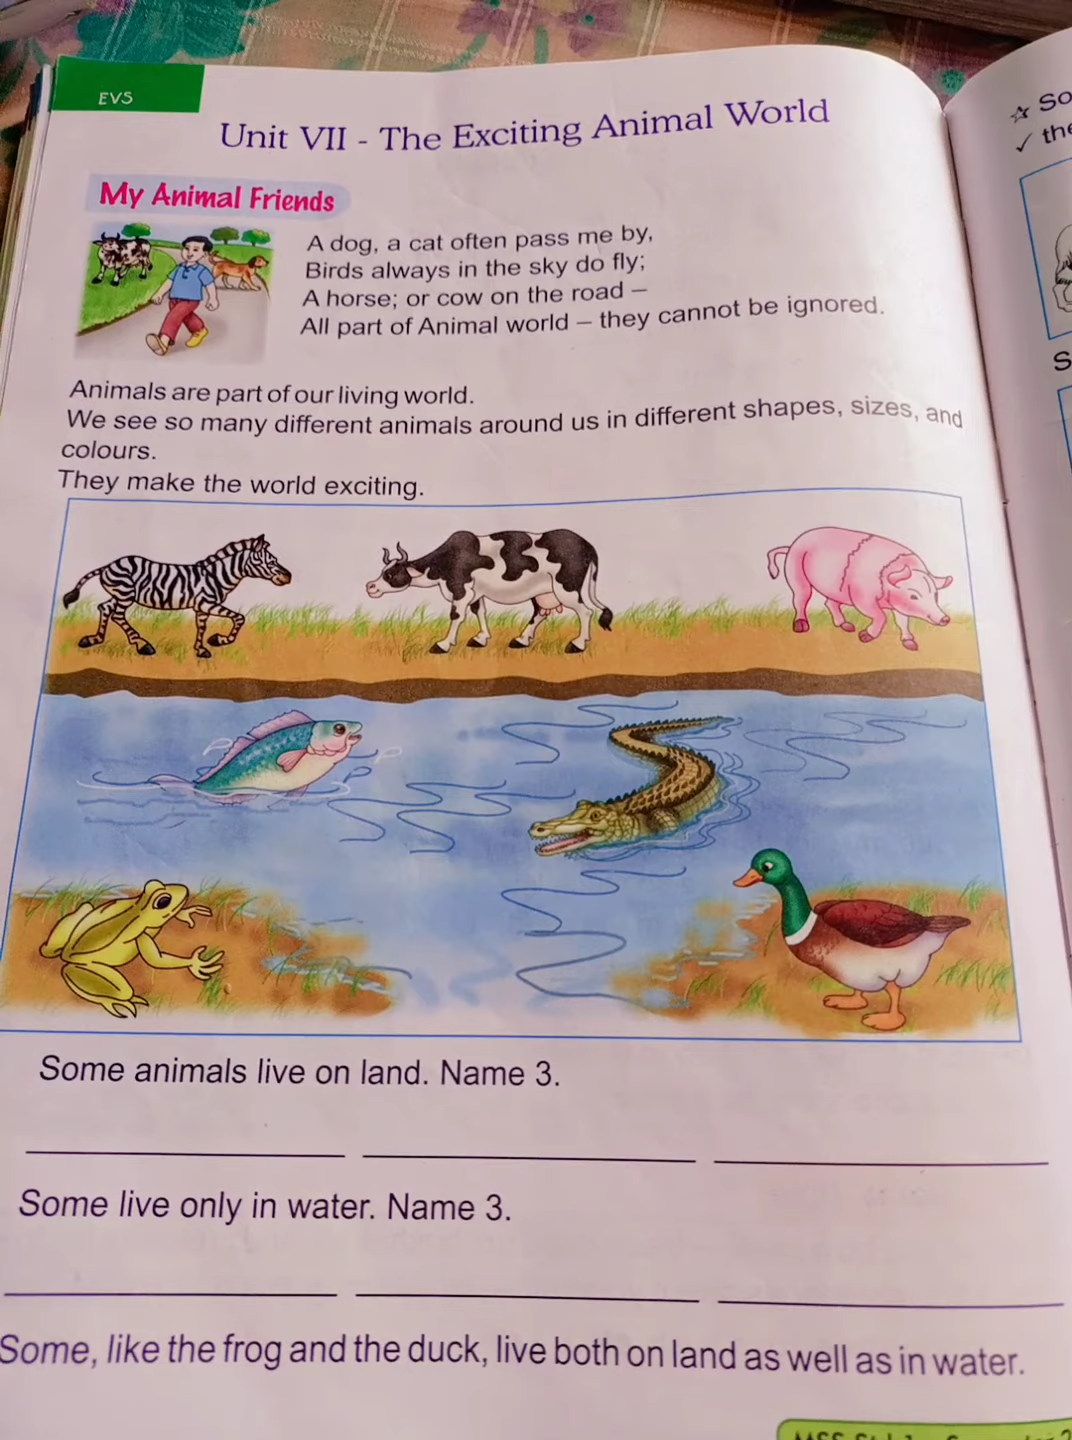 EVS
Unit VII - The Exciting Animal World
My Animal Friends
A dog, a cat often pass me by,
Birds always in the sky do fly;
A horse; or cow on the road –
All part of Animal world – they cannot be ignored.
Animals are part of our living world.
We see so many different animals around us in different shapes, sizes, and
colours.
They make the world exciting.
Some animals live on land. Name 3.
Some live only in water. Name 3.
Some, like the frog and the duck, live both on land as well as in water.
☆ So
✓ the
S